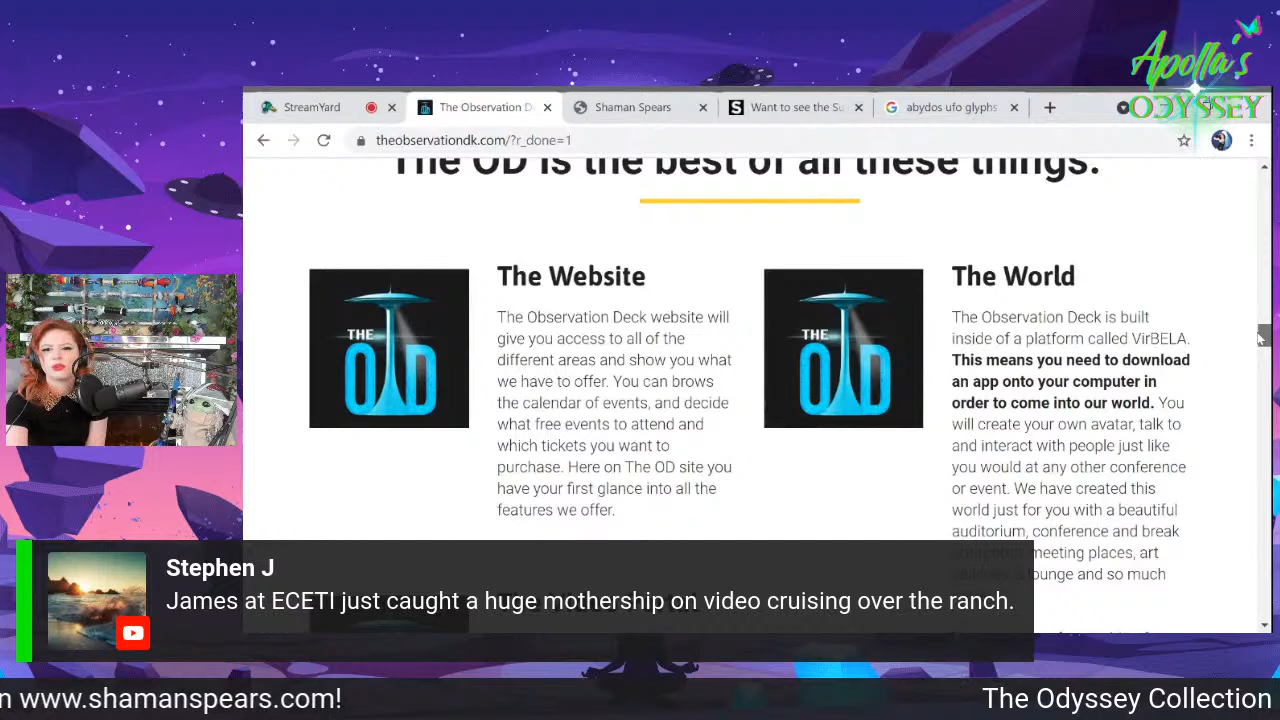 Apolla's
ODYSSEY
StreamYard
The Observation D
Shaman Spears
Want to see the Su
abydos ufo glyphs
theobservationdk.com/?r_done=1
The OD is the best of all these things.
THE
OD
The Website
The Observation Deck website will
give you access to all of the
different areas and show you what
we have to offer. You can brows
the calendar of events, and decide
what free events to attend and
which tickets you want to
purchase. Here on The OD site you
have your first glance into all the
features we offer.
THE
OD
The World
The Observation Deck is built
inside of a platform called VirBELA.
This means you need to download
an app onto your computer in
order to come into our world. You
will create your own avatar, talk to
and interact with people just like
you would at any other conference
or event. We have created this
world just for you with a beautiful
auditorium, conference and break
meeting places, art
lounge and so much
Stephen J
James at ECETI just caught a huge mothership on video cruising over the ranch.
n www.shamanspears.com!
The Odyssey Collection